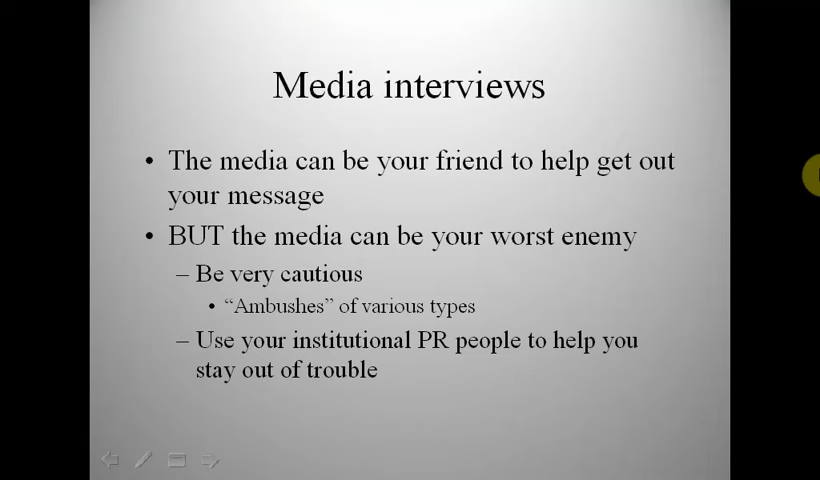 Media interviews
• The media can be your friend to help get out
your message
• BUT the media can be your worst enemy
– Be very cautious
• “Ambushes” of various types
– Use your institutional PR people to help you
stay out of trouble